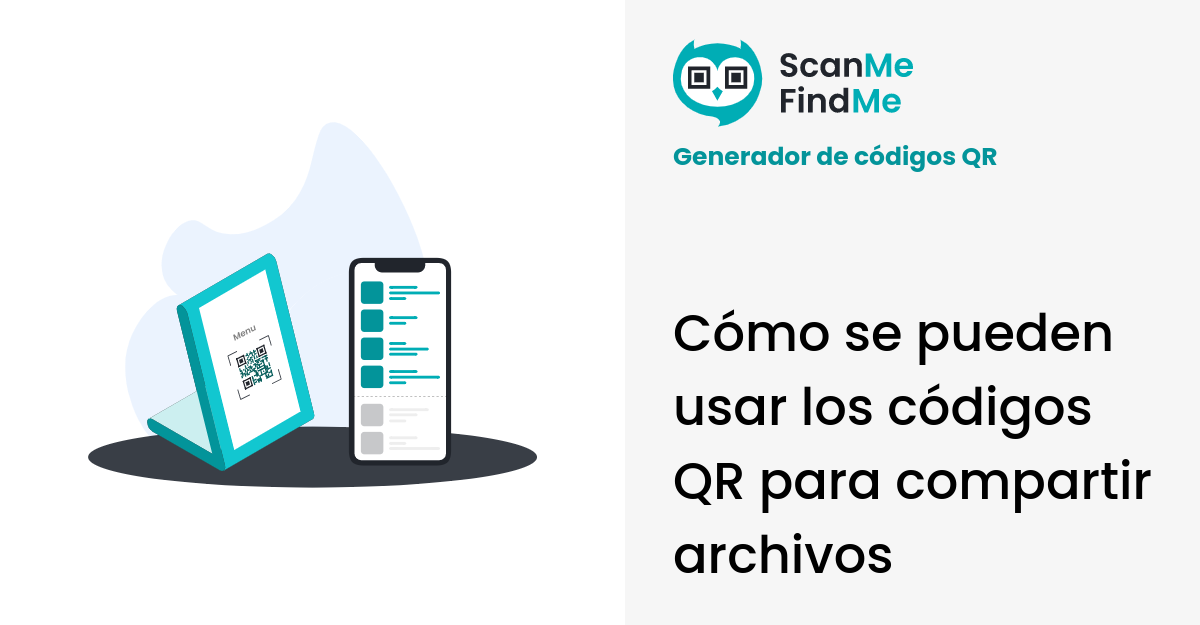 ScanMe
FindMe
Generador de códigos QR
Menu
Cómo se pueden
usar los códigos
QR para compartir
archivos